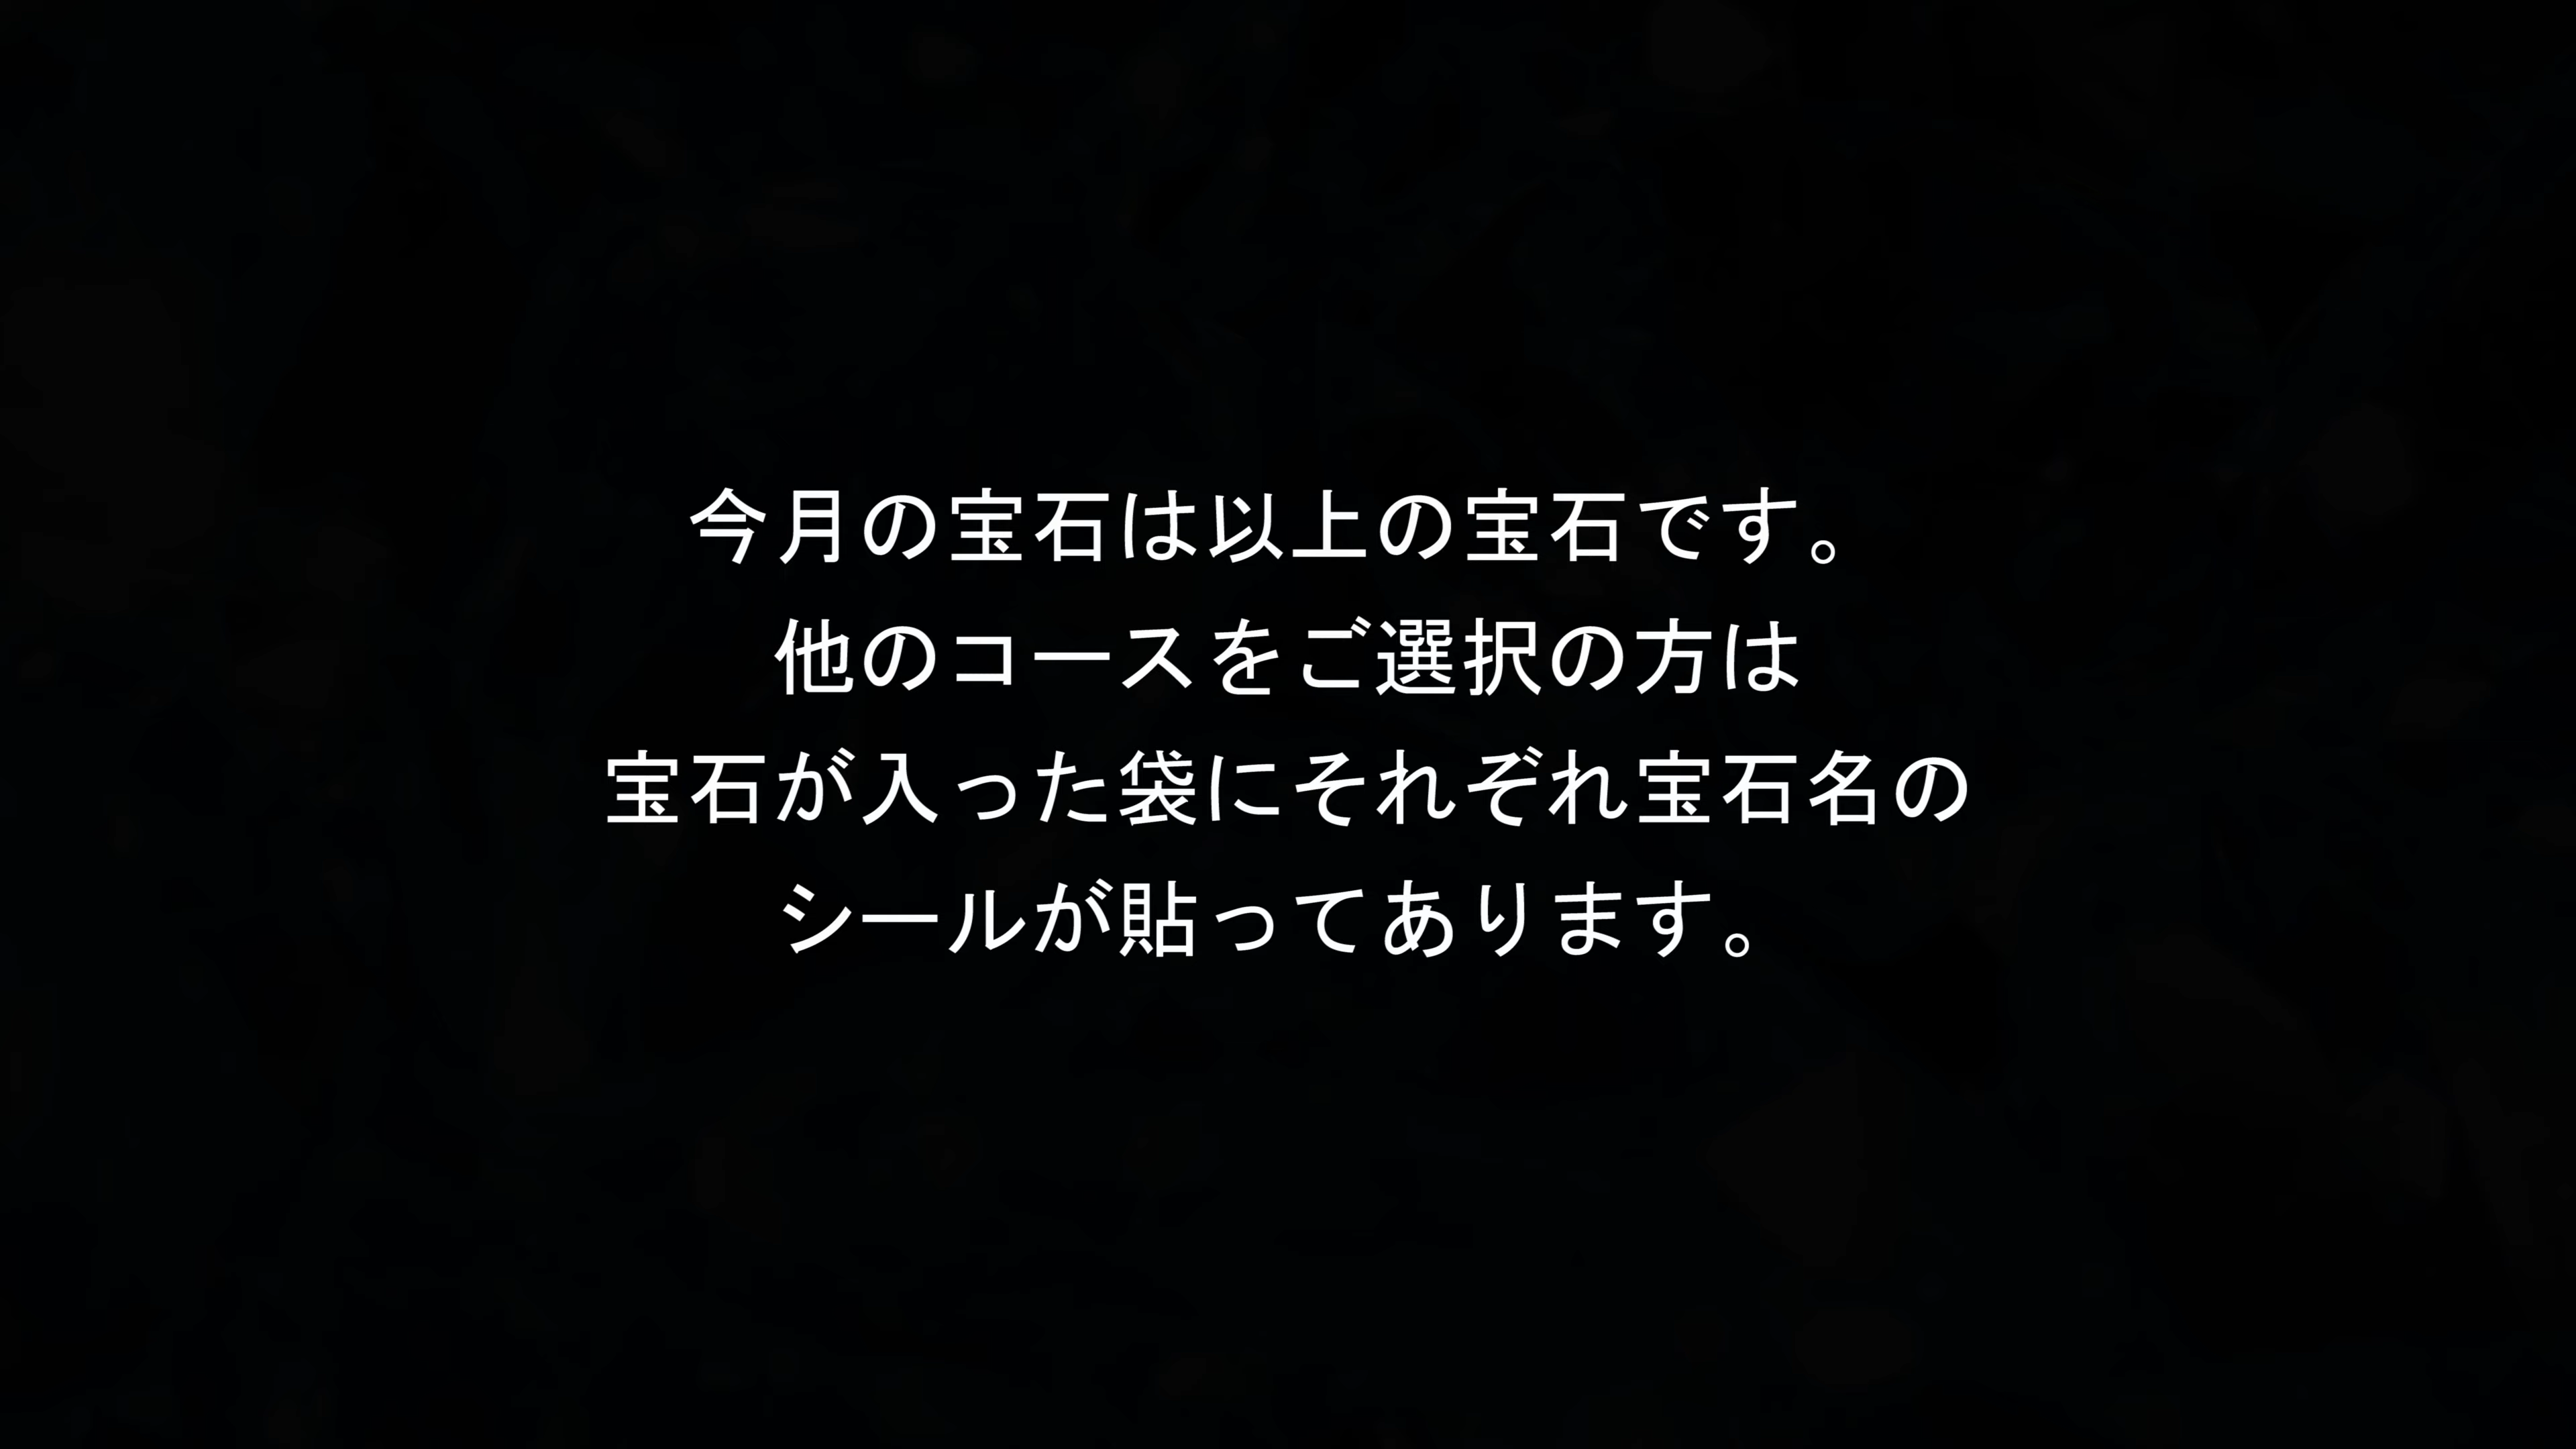 今月の宝石は以上の宝石です。
他のコースをご選択の方は
宝石が入った袋にそれぞれ宝石名の
シールが貼ってあります。